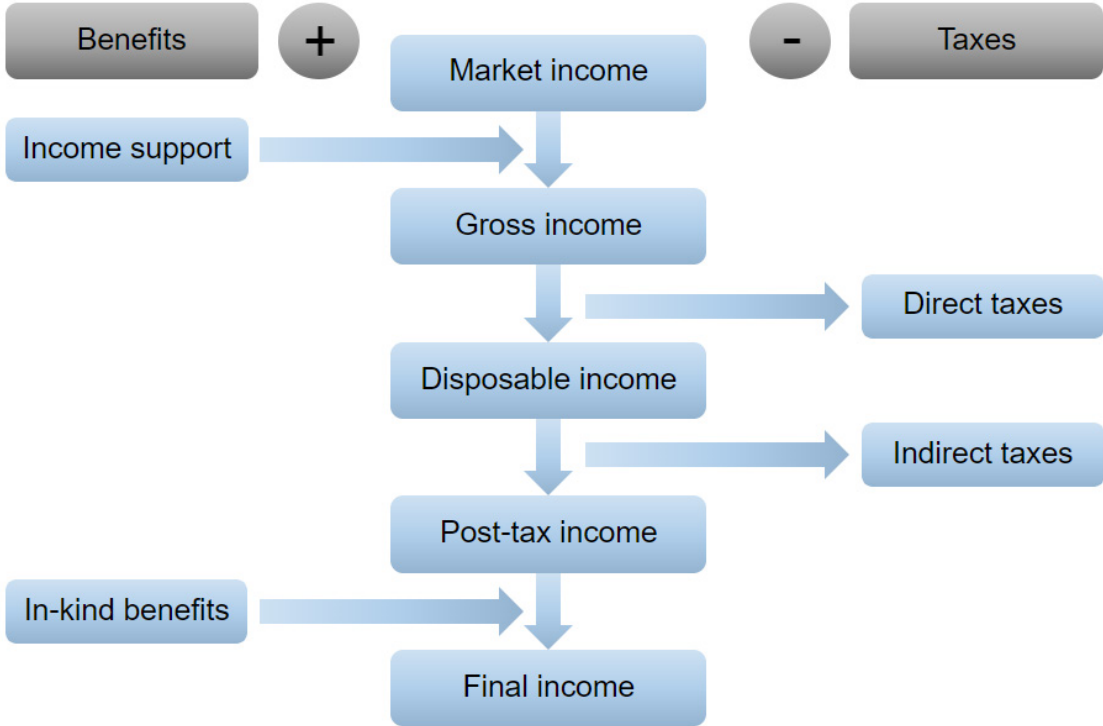 Benefits
+
Market income
-
Taxes
Income support
Gross income
Direct taxes
Disposable income
Indirect taxes
Post-tax income
In-kind benefits
Final income